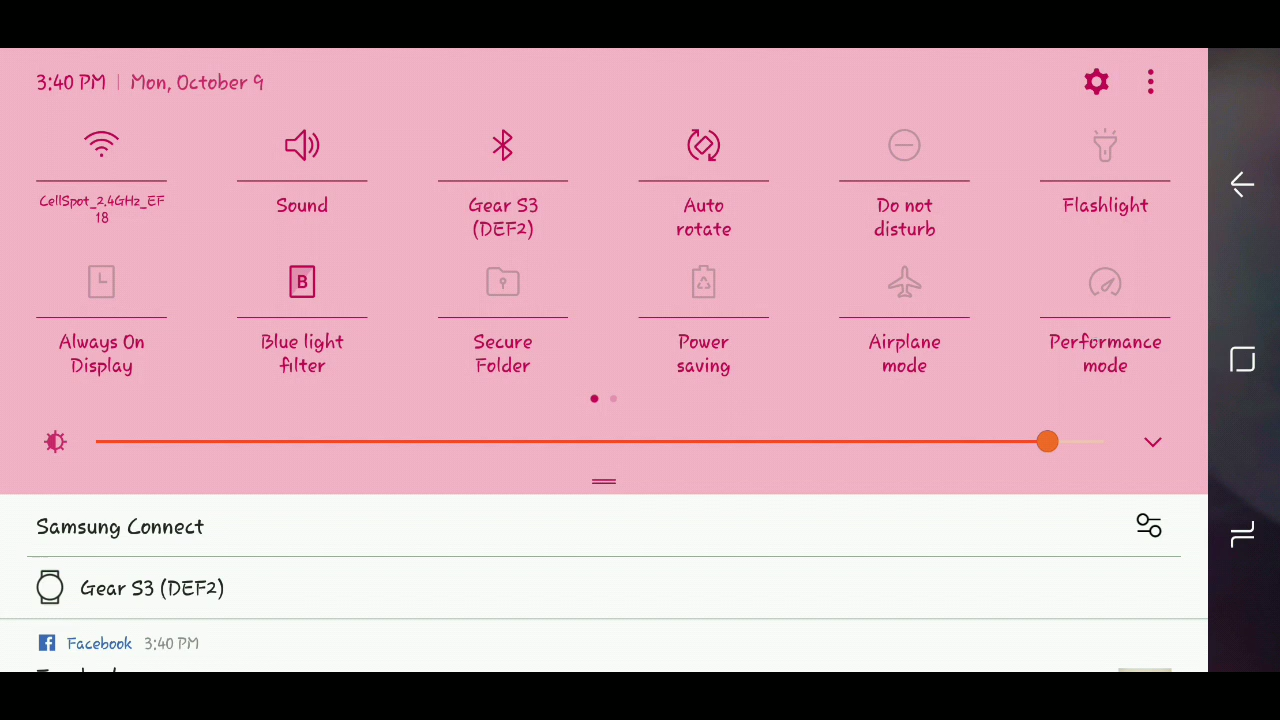 3:40 PM | Mon, October 9
CellSpot_2.4GHz_EF
18
Sound
Gear S3
(DEF2)
Auto
rotate
Do not
disturb
Flashlight
Always On
Display
B
Blue light
filter
Secure
Folder
Power
saving
Airplane
mode
Performance
mode
Samsung Connect
Gear S3 (DEF2)
Facebook 3:40 PM